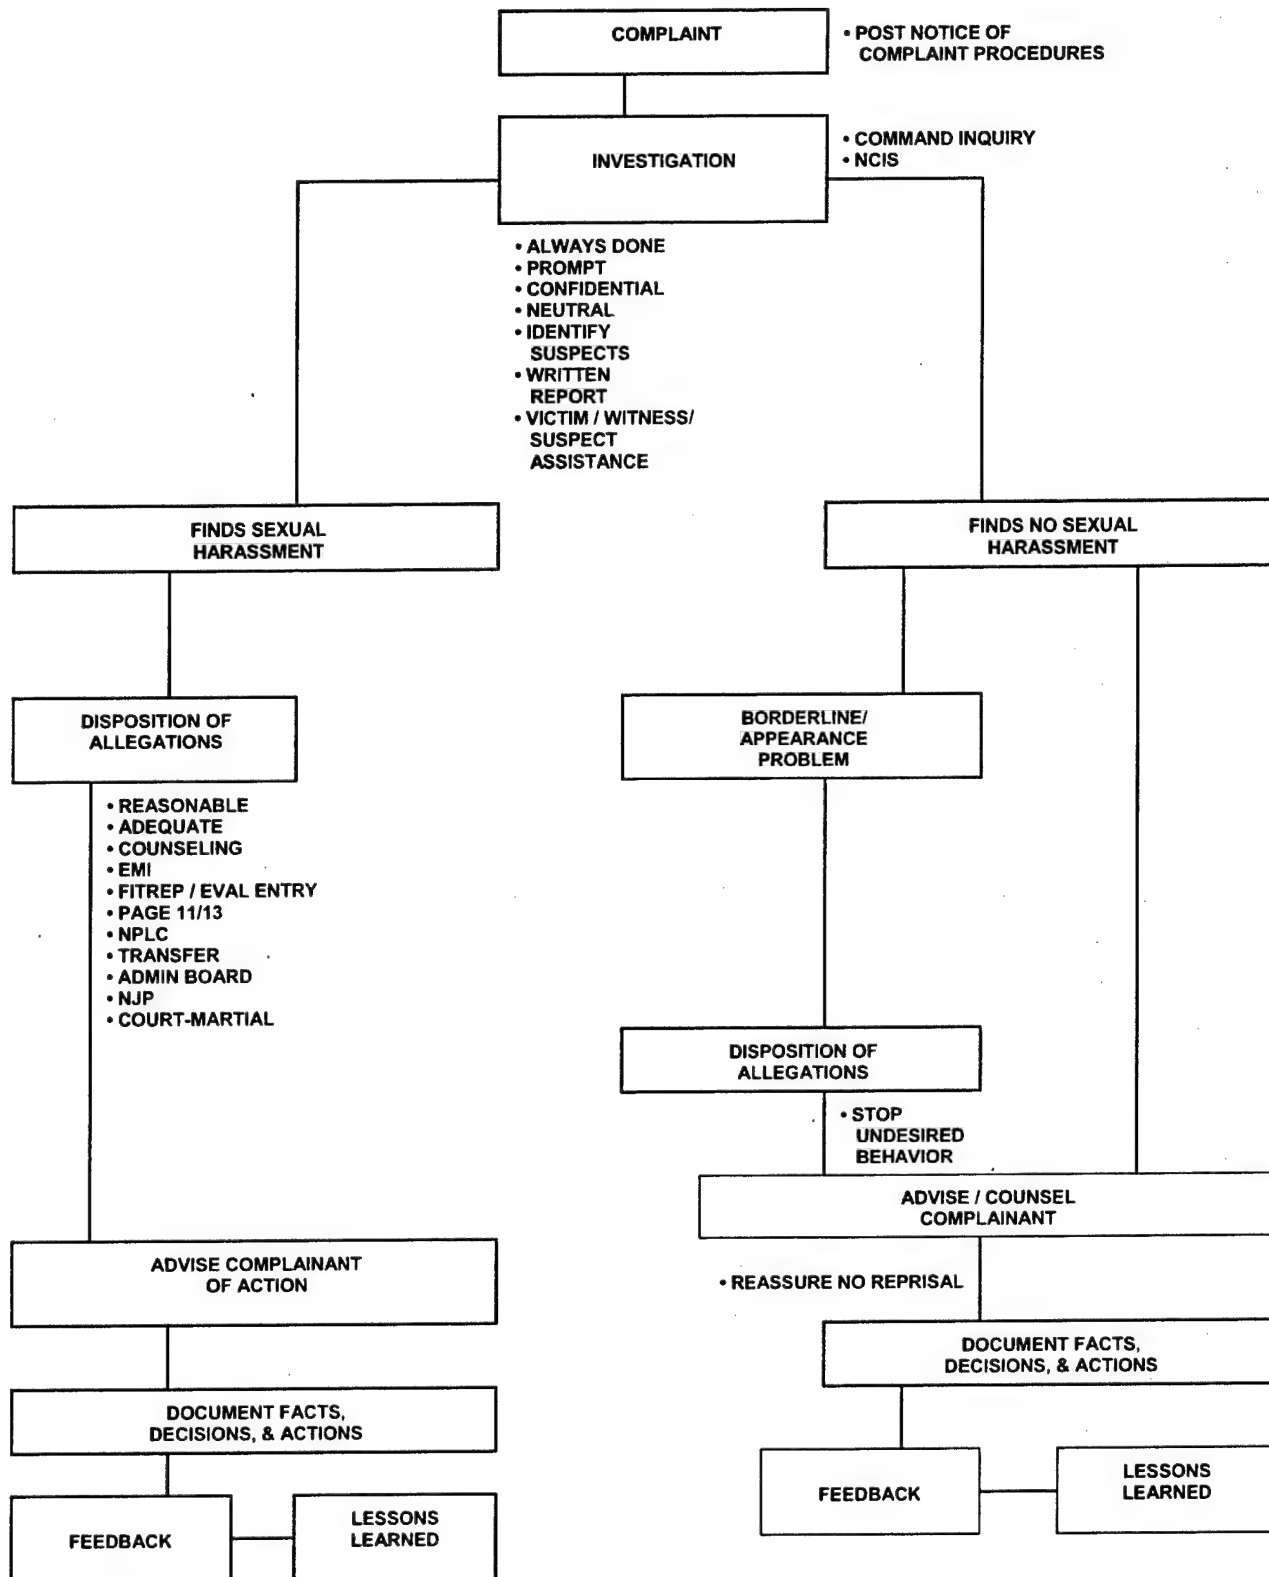 COMPLAINT
• POST NOTICE OF
COMPLAINT PROCEDURES
INVESTIGATION
• COMMAND INQUIRY
• NCIS
• ALWAYS DONE
• PROMPT
• CONFIDENTIAL
• NEUTRAL
• IDENTIFY
SUSPECTS
• WRITTEN
REPORT
• VICTIM / WITNESS/
SUSPECT
ASSISTANCE
FINDS SEXUAL
HARASSMENT
FINDS NO SEXUAL
HARASSMENT
DISPOSITION OF
ALLEGATIONS
• REASONABLE
• ADEQUATE
• COUNSELING
• EMI
• FITREP / EVAL ENTRY
• PAGE 11/13
• NPLC
• TRANSFER
• ADMIN BOARD
• NJP
• COURT-MARTIAL
BORDERLINE/
APPEARANCE
PROBLEM
DISPOSITION OF
ALLEGATIONS
• STOP
UNDESIRED
BEHAVIOR
ADVISE / COUNSEL
COMPLAINANT
• REASSURE NO REPRISAL
DOCUMENT FACTS,
DECISIONS, & ACTIONS
FEEDBACK
LESSONS
LEARNED
ADVISE COMPLAINANT
OF ACTION
DOCUMENT FACTS,
DECISIONS, & ACTIONS
FEEDBACK
LESSONS
LEARNED